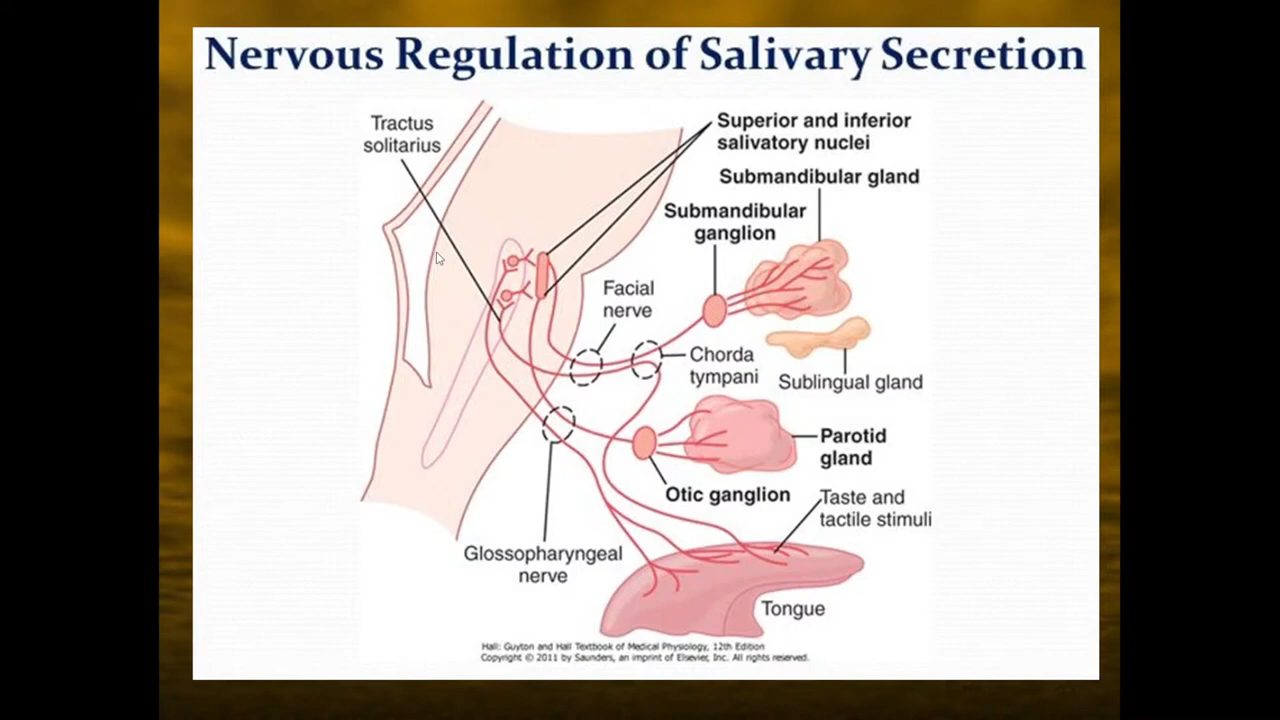 Nervous Regulation of Salivary Secretion
Tractus
solitarius
Superior and inferior
salivatory nuclei
Submandibular gland
Submandibular
ganglion
Facial
nerve
Chorda
tympani
Sublingual gland
Parotid
gland
Otic ganglion
Taste and
tactile stimuli
Glossopharyngeal
nerve
Tongue
Hall: Guyton and Hall Textbook of Medical Physiology, 12th Edition
Copyright © 2011 by Saunders, an imprint of Elsevier, Inc. All rights reserved.